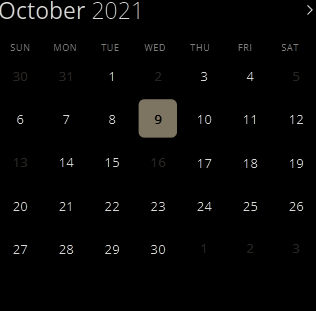 October 2021
SUN MON TUE WED THU FRI SAT
30 31 1 2 3 4 5
6 7 8 9 10 11 12
13 14 15 16 17 18 19
20 21 22 23 24 25 26
27 28 29 30 1 2 3